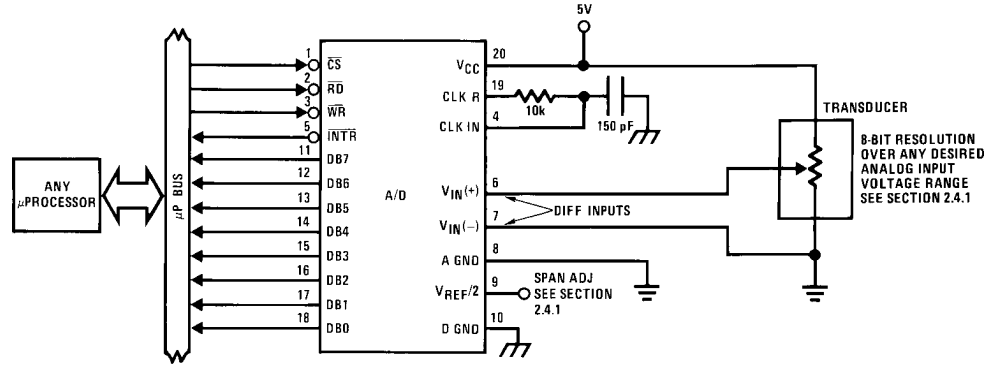 5V
1
CS
2
RD
3
WR
5
INTR
11
DB7
12
DB6
13
DB5
14
DB4
15
DB3
16
DB2
17
DB1
18
DB0
ANY
μPROCESSOR
μP BUS
A/D
20
VCC
19
CLK R
10k
4
CLK IN
150 pF
6
VIN(+)
DIFF INPUTS
7
VIN(−)
8
A GND
9
VREF/2
SPAN ADJ
SEE SECTION
2.4.1
10
D GND
TRANSDUCER
8-BIT RESOLUTION
OVER ANY DESIRED
ANALOG INPUT
VOLTAGE RANGE
SEE SECTION 2.4.1